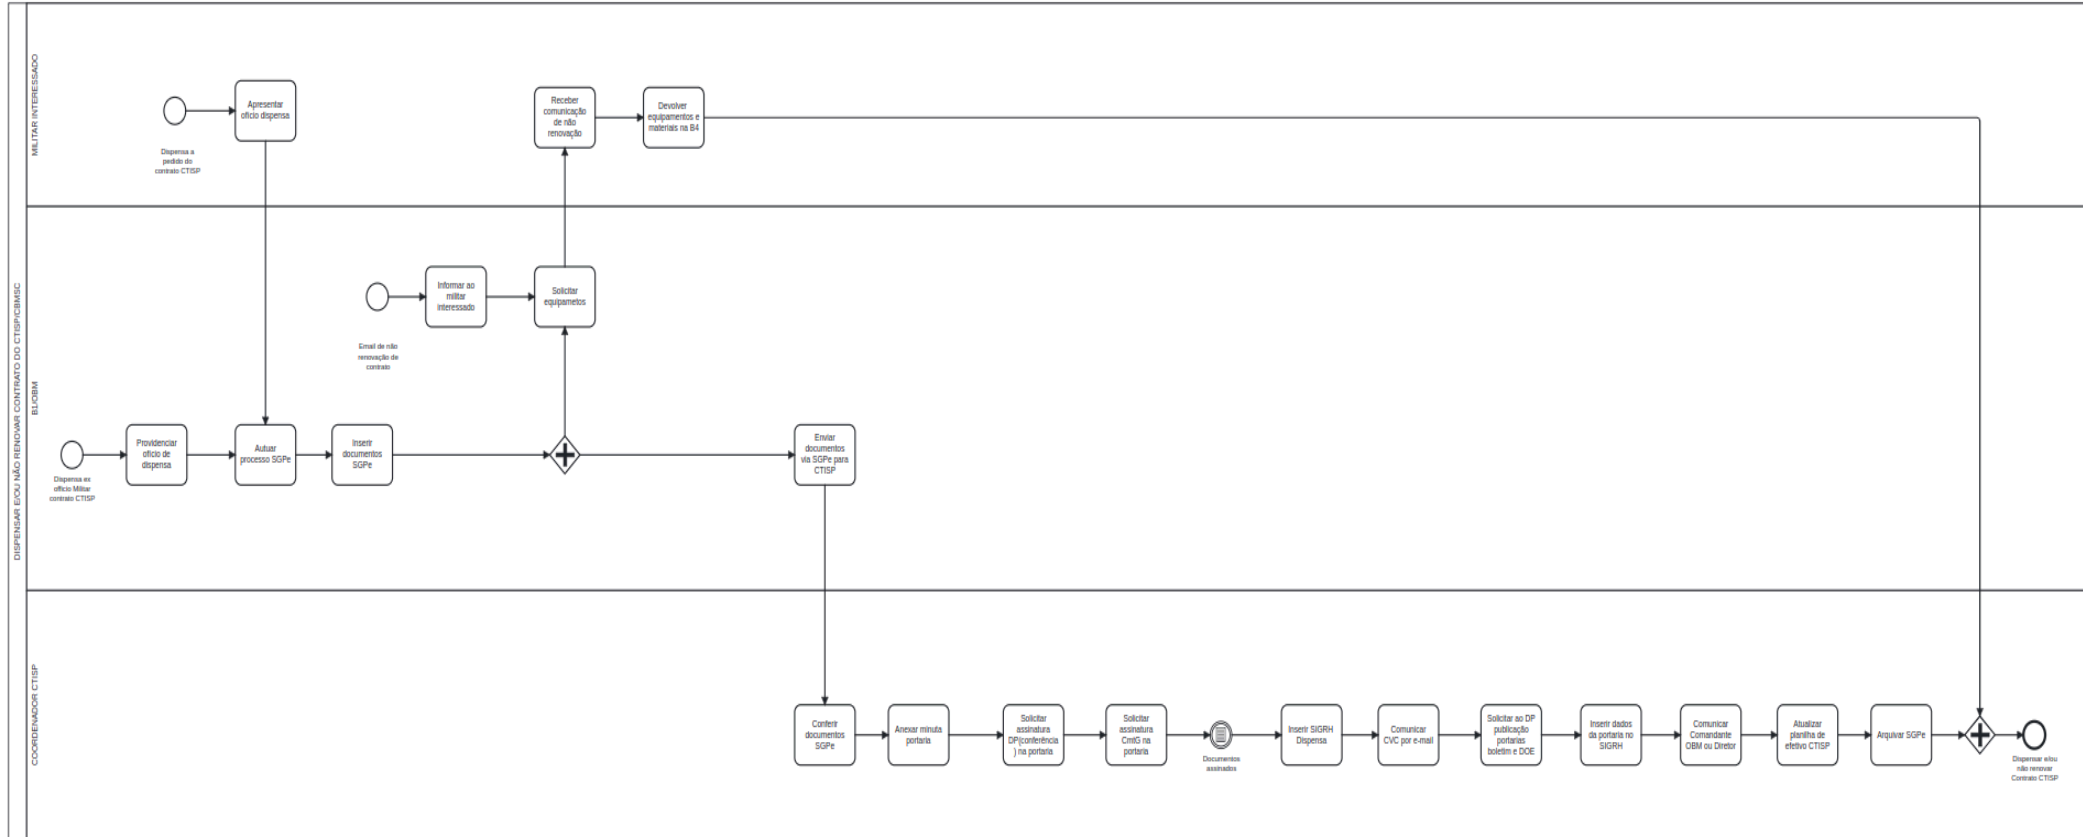 DISPENSAR E/OU NÃO RENOVAR CONTRATO DO CTISP/CBMSC
MILITAR INTERESSADO
Dispensa a
pedido do
contrato CTISP
Apresentar
ofício dispensa
Receber
comunicação
de não
renovação
Devolver
equipamentos e
materiais na B4
B1/OBM
Email de não
renovação de
contrato
Informar ao
militar
interessado
Solicitar
equipametos
Dispensa ex
officio Militar
contrato CTISP
Providenciar
ofício de
dispensa
Autuar
processo SGPe
Inserir
documentos
SGPe
Enviar
documentos
via SGPe para
CTISP
COORDENADOR CTISP
Conferir
documentos
SGPe
Anexar minuta
portaria
Solicitar
assinatura
DP(conferência
) na portaria
Solicitar
assinatura
CmtG na
portaria
Documentos
assinados
Inserir SIGRH
Dispensa
Comunicar
CVC por e-mail
Solicitar ao DP
publicação
portarias
boletim e DOE
Inserir dados
da portaria no
SIGRH
Comunicar
Comandante
OBM ou Diretor
Atualizar
planilha de
efetivo CTISP
Arquivar SGPe
Dispensar e/ou
não renovar
Contrato CTISP